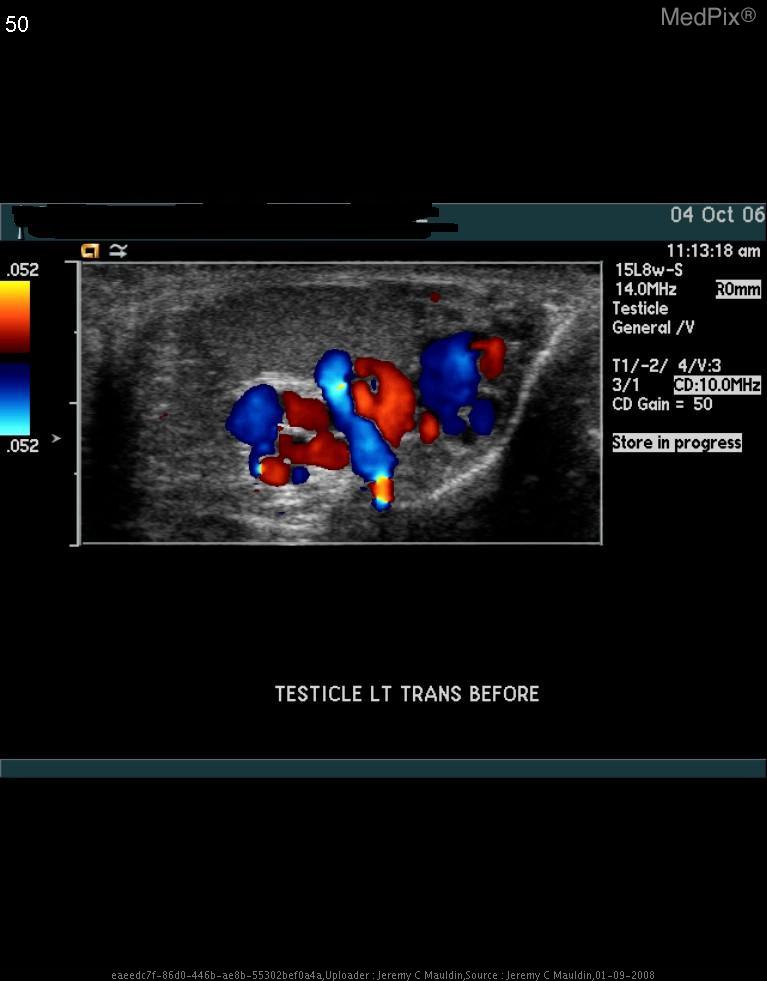 50
MedPix®
04 Oct 06
11:13:18 am
.052
.052
15L8w-S
14.0MHz R0mm
Testicle
General /V
T1/-2/ 4/V:3
3/1 CD:10.0MHz
CD Gain = 50
Store in progress
TESTICLE LT TRANS BEFORE
eaeedc7f-86d0-446b-ae8b-55302bef0a4a,Uploader : Jeremy C Mauldin,Source : Jeremy C Mauldin,01-09-2008